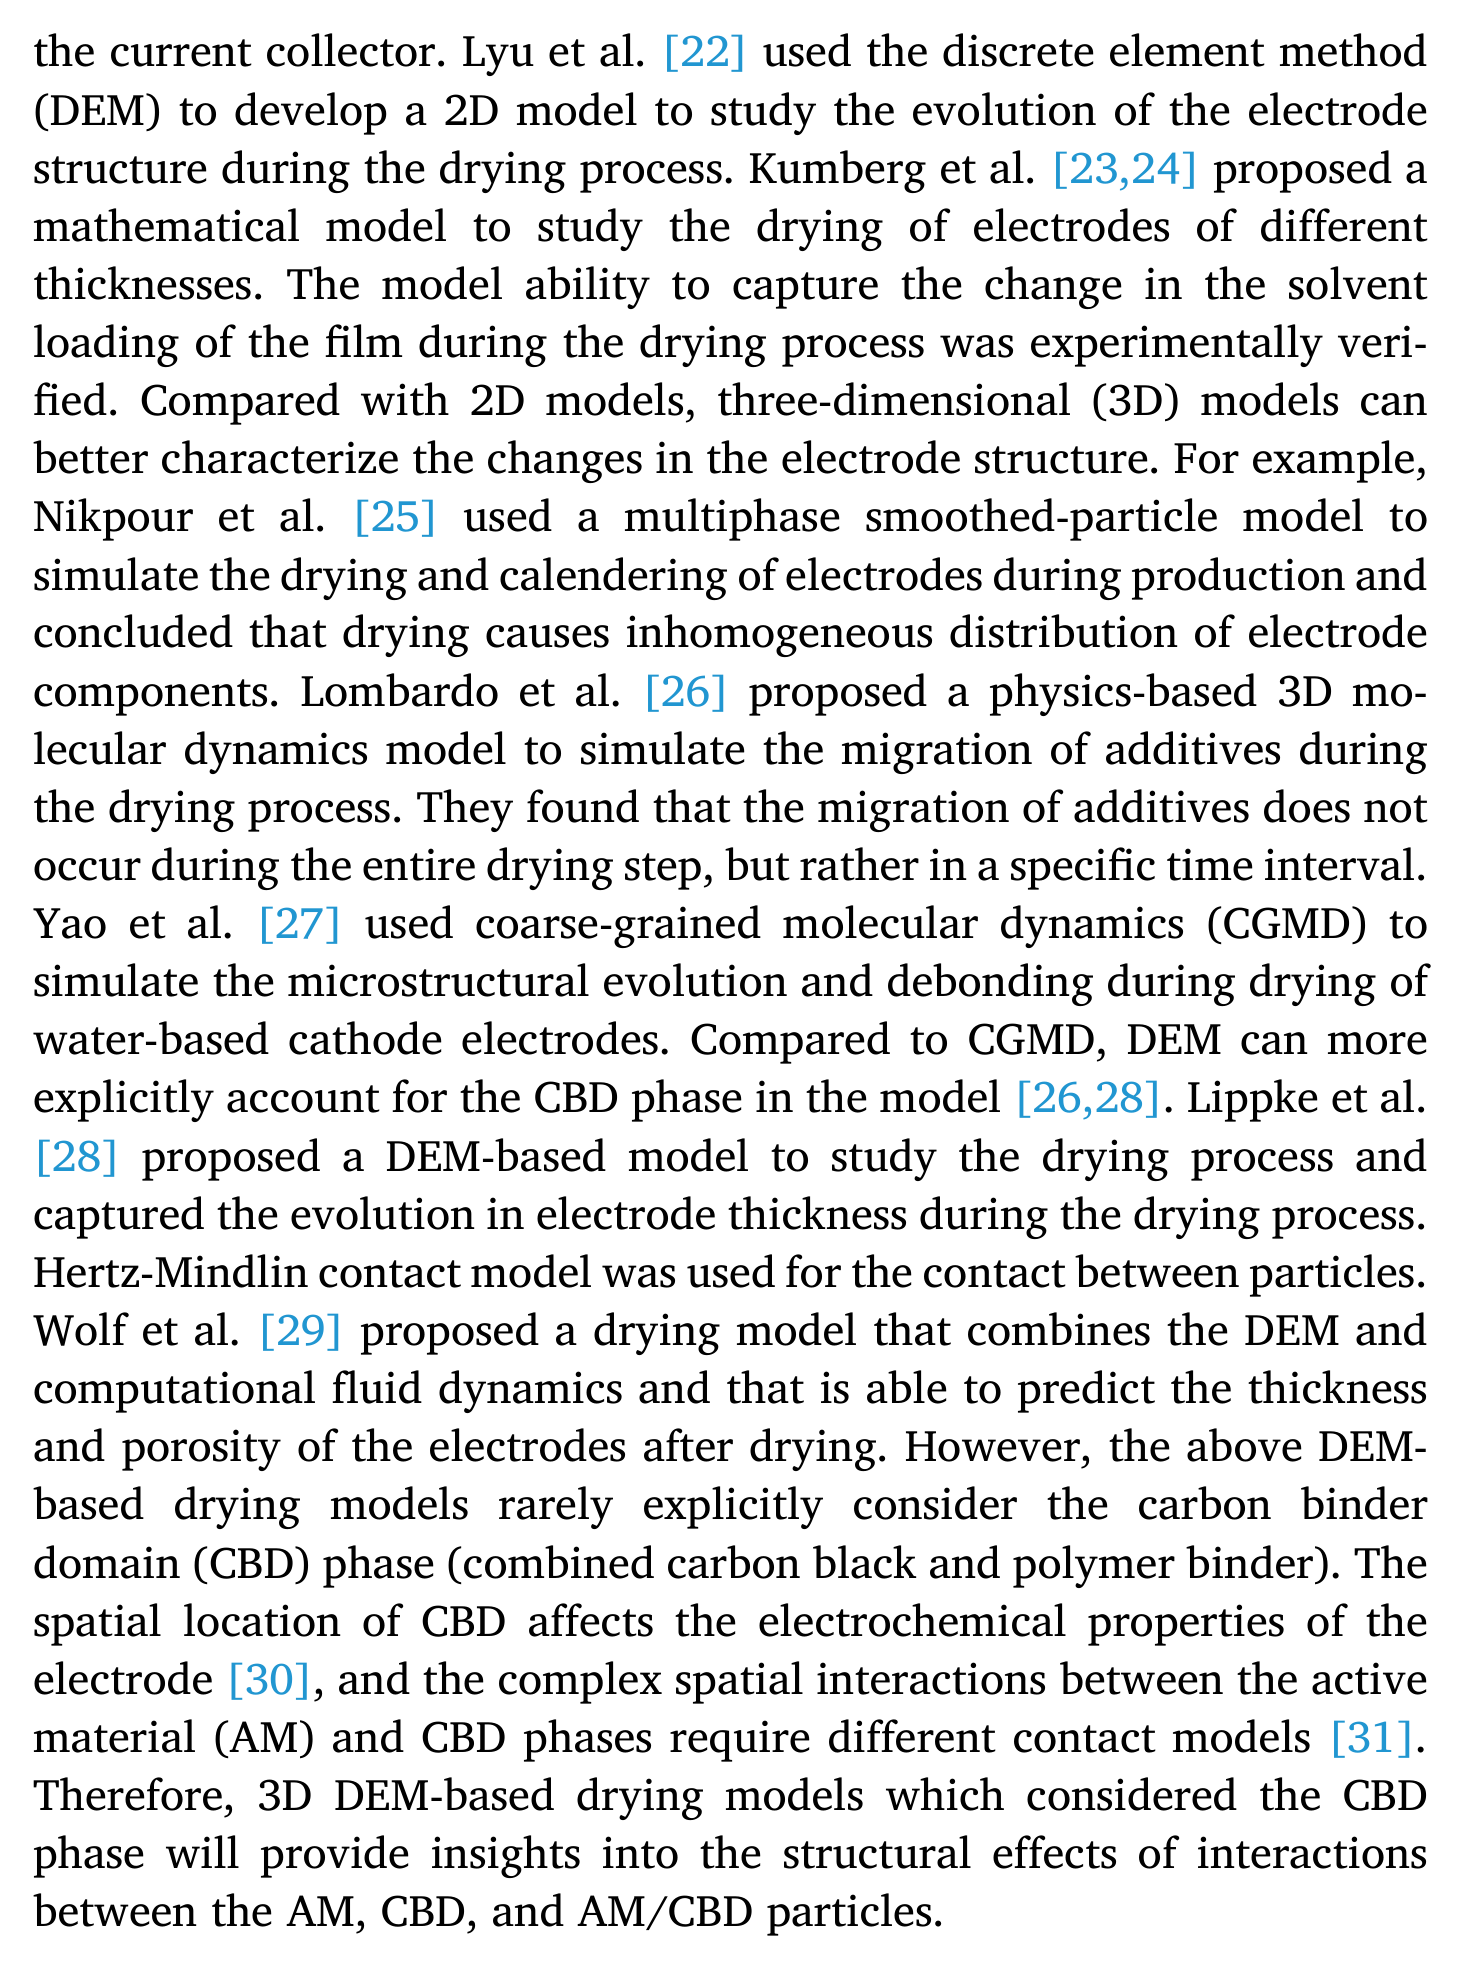 the current collector. Lyu et al. [22] used the discrete element method
(DEM) to develop a 2D model to study the evolution of the electrode
structure during the drying process. Kumberg et al. [23,24] proposed a
mathematical model to study the drying of electrodes of different
thicknesses. The model ability to capture the change in the solvent
loading of the film during the drying process was experimentally veri-
fied. Compared with 2D models, three-dimensional (3D) models can
better characterize the changes in the electrode structure. For example,
Nikpour et al. [25] used a multiphase smoothed-particle model to
simulate the drying and calendering of electrodes during production and
concluded that drying causes inhomogeneous distribution of electrode
components. Lombardo et al. [26] proposed a physics-based 3D mo-
lecular dynamics model to simulate the migration of additives during
the drying process. They found that the migration of additives does not
occur during the entire drying step, but rather in a specific time interval.
Yao et al. [27] used coarse-grained molecular dynamics (CGMD) to
simulate the microstructural evolution and debonding during drying of
water-based cathode electrodes. Compared to CGMD, DEM can more
explicitly account for the CBD phase in the model [26,28]. Lippke et al.
[28] proposed a DEM-based model to study the drying process and
captured the evolution in electrode thickness during the drying process.
Hertz-Mindlin contact model was used for the contact between particles.
Wolf et al. [29] proposed a drying model that combines the DEM and
computational fluid dynamics and that is able to predict the thickness
and porosity of the electrodes after drying. However, the above DEM-
based drying models rarely explicitly consider the carbon binder
domain (CBD) phase (combined carbon black and polymer binder). The
spatial location of CBD affects the electrochemical properties of the
electrode [30], and the complex spatial interactions between the active
material (AM) and CBD phases require different contact models [31].
Therefore, 3D DEM-based drying models which considered the CBD
phase will provide insights into the structural effects of interactions
between the AM, CBD, and AM/CBD particles.